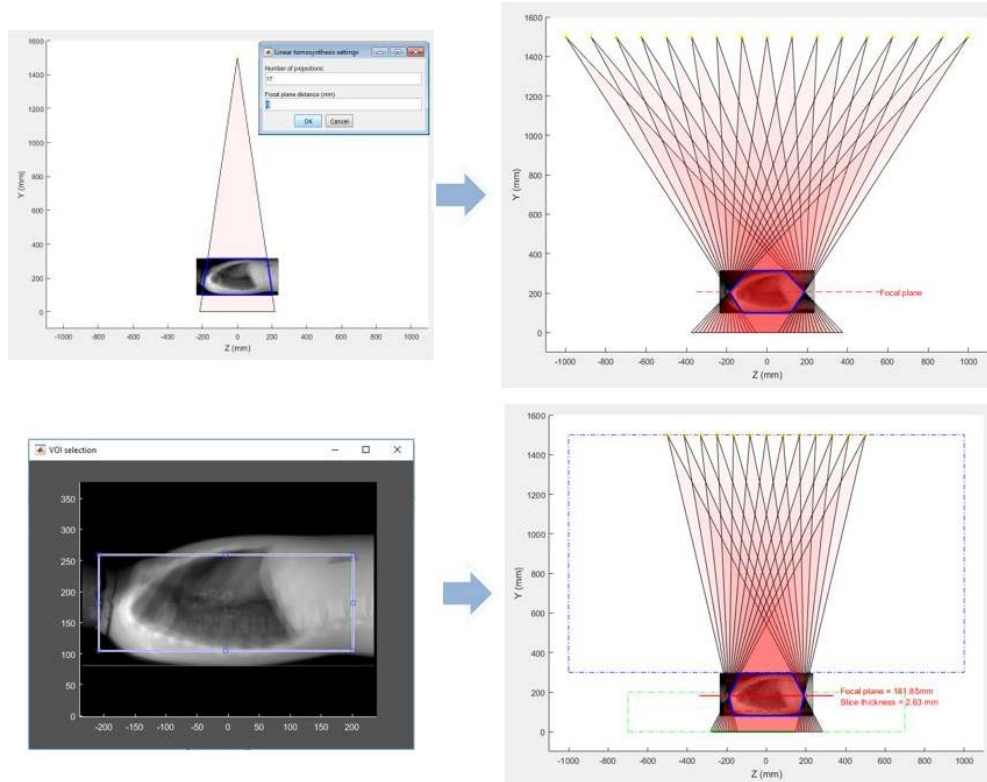 1600
1400
1200
1000
800
600
400
200
0
Y (mm)
-1000 -800 -600 -400 -200 0 200 400 600 800 1000
Z (mm)
Linear tomosynthesis settings
Number of projections:
17
Focal plane distance (mm)
OK Cancel
1600
1400
1200
1000
800
600
400
200
0
Y (mm)
Focal plane
-1000 -800 -600 -400 -200 0 200 400 600 800 1000
Z (mm)
VOI selection
350
300
250
200
150
100
50
0
-200 -150 -100 -50 0 50 100 150 200
1600
1400
1200
1000
800
600
400
200
0
Y (mm)
Focal plane = 181.85mm
Slice thickness = 2.63 mm
-1000 -800 -600 -400 -200 0 200 400 600 800 1000
Z (mm)